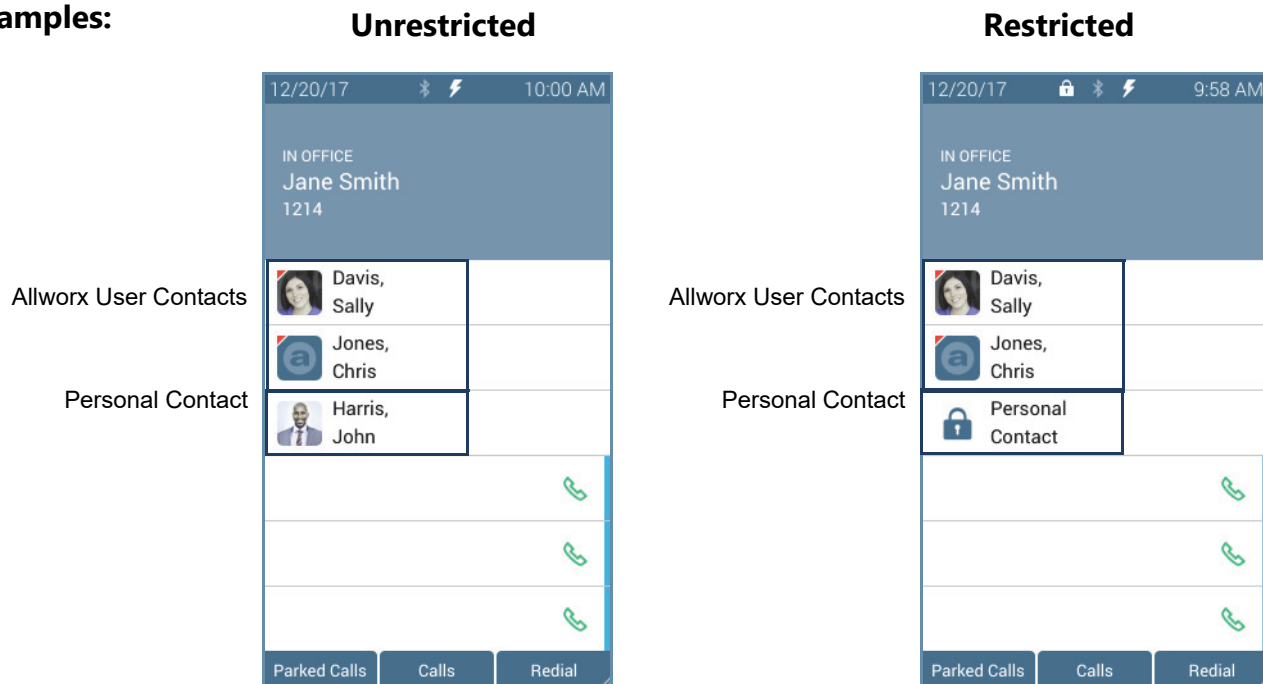 amples:
Unrestricted
12/20/17 10:00 AM
IN OFFICE
Jane Smith
1214
Allworx User Contacts
Davis,
Sally
a
Jones,
Chris
Personal Contact
Harris,
John
Parked Calls Calls Redial
Restricted
12/20/17 9:58 AM
IN OFFICE
Jane Smith
1214
Allworx User Contacts
Davis,
Sally
a
Jones,
Chris
Personal Contact
Personal
Contact
Parked Calls Calls Redial